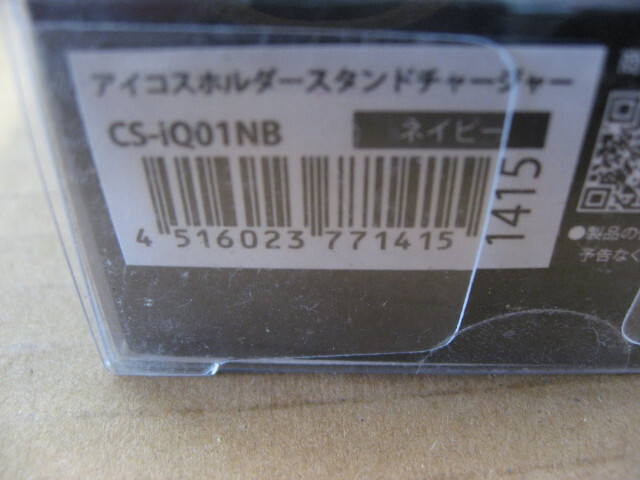 アイコスホルダースタンドチャージャー
CS-iQ01NB ネイビー
4 516023 771415
1415
●製品の
予告なく